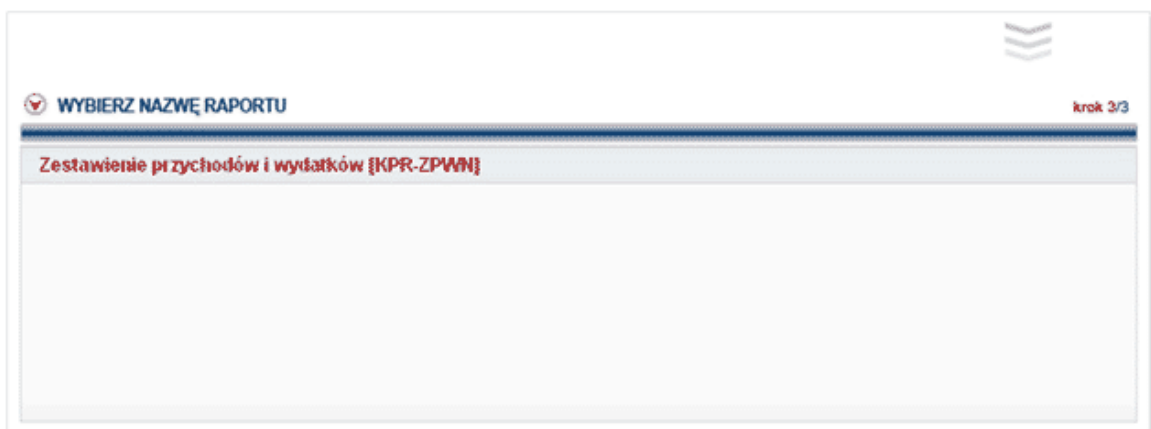 WYBIERZ NAZWĘ RAPORTU
krok 3/3
Zestawienie przychodów i wydatków [KPR-ZPWN]